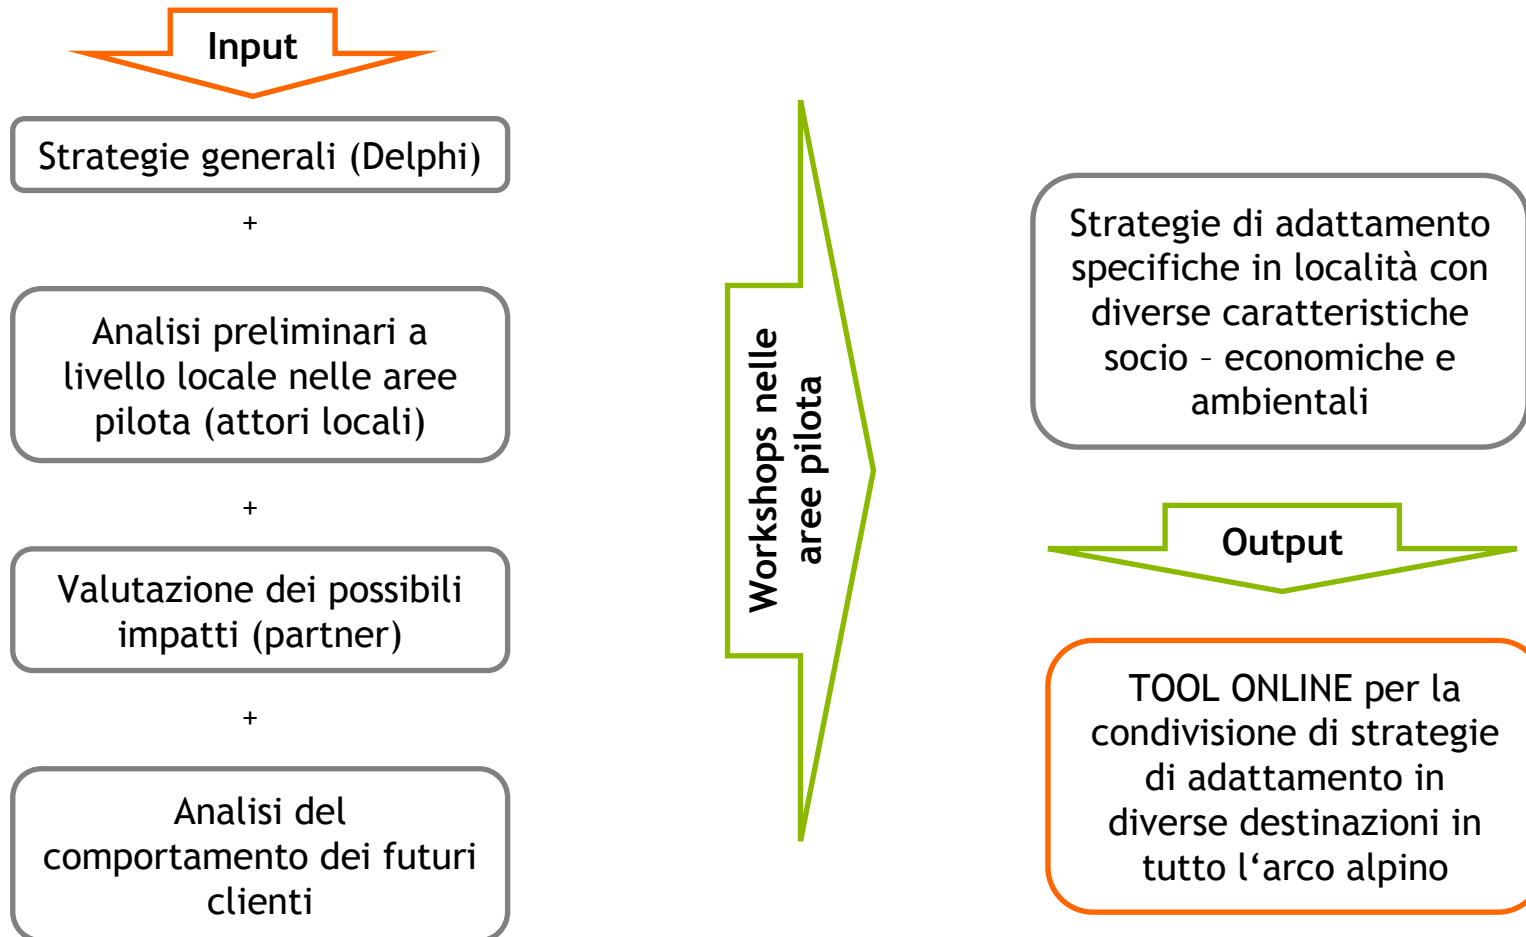 Input
Strategie generali (Delphi)
+
Analisi preliminari a
livello locale nelle aree
pilota (attori locali)
+
Valutazione dei possibili
impatti (partner)
+
Analisi del
comportamento dei futuri
clienti
Workshops nelle
aree pilota
Strategie di adattamento
specifiche in località con
diverse caratteristiche
socio – economiche e
ambientali
Output
TOOL ONLINE per la
condivisione di strategie
di adattamento in
diverse destinazioni in
tutto l‘arco alpino